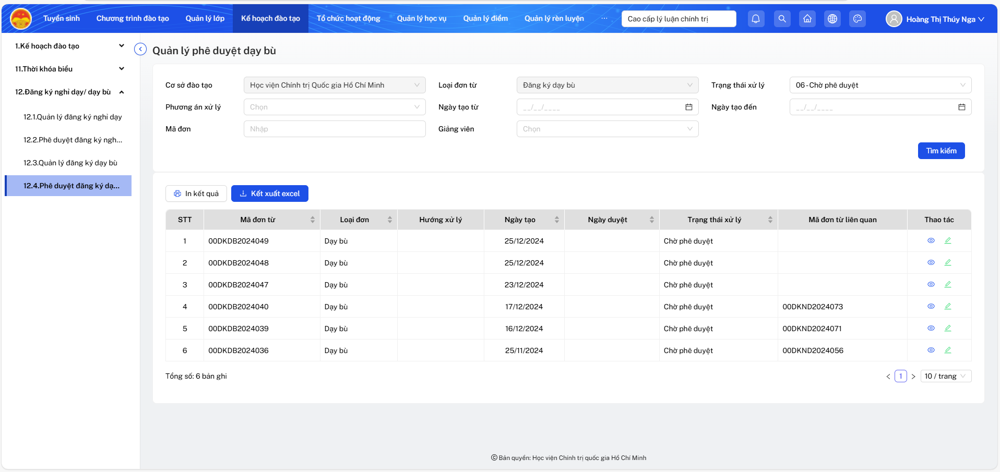 Tuyển sinh Chương trình đào tạo Quản lý lớp Kế hoạch đào tạo Tổ chức hoạt động Quản lý học vụ Quản lý điểm Quản lý rèn luyện ··· Cao cấp lý luận chính trị Hoàng Thị Thúy Nga
1.Kế hoạch đào tạo
11.Thời khóa biểu
12.Đăng ký nghỉ dạy/ dạy bù
12.1.Quản lý đăng ký nghỉ dạy
12.2.Phê duyệt đăng ký ngh...
12.3.Quản lý đăng ký dạy bù
12.4.Phê duyệt đăng ký dạ...
Quản lý phê duyệt dạy bù
Cơ sở đào tạo Học viện Chính trị Quốc gia Hồ Chí Minh Loại đơn từ Đăng ký dạy bù Trạng thái xử lý 06 - Chờ phê duyệt
Phương án xử lý Chọn Ngày tạo từ __/__/____ Ngày tạo đến __/__/____
Mã đơn Nhập Giảng viên Chọn
Tìm kiếm
In kết quả Kết xuất excel
STT Mã đơn từ Loại đơn Hướng xử lý Ngày tạo Ngày duyệt Trạng thái xử lý Mã đơn từ liên quan Thao tác
1 00DKDB2024049 Dạy bù 25/12/2024 Chờ phê duyệt
2 00DKDB2024048 Dạy bù 25/12/2024 Chờ phê duyệt
3 00DKDB2024047 Dạy bù 23/12/2024 Chờ phê duyệt
4 00DKDB2024040 Dạy bù 17/12/2024 Chờ phê duyệt 00DKND2024073
5 00DKDB2024039 Dạy bù 16/12/2024 Chờ phê duyệt 00DKND2024071
6 00DKDB2024036 Dạy bù 25/11/2024 Chờ phê duyệt 00DKND2024056
Tổng số: 6 bản ghi < 1 > 10 / trang
© Bản quyền: Học viện Chính trị quốc gia Hồ Chí Minh